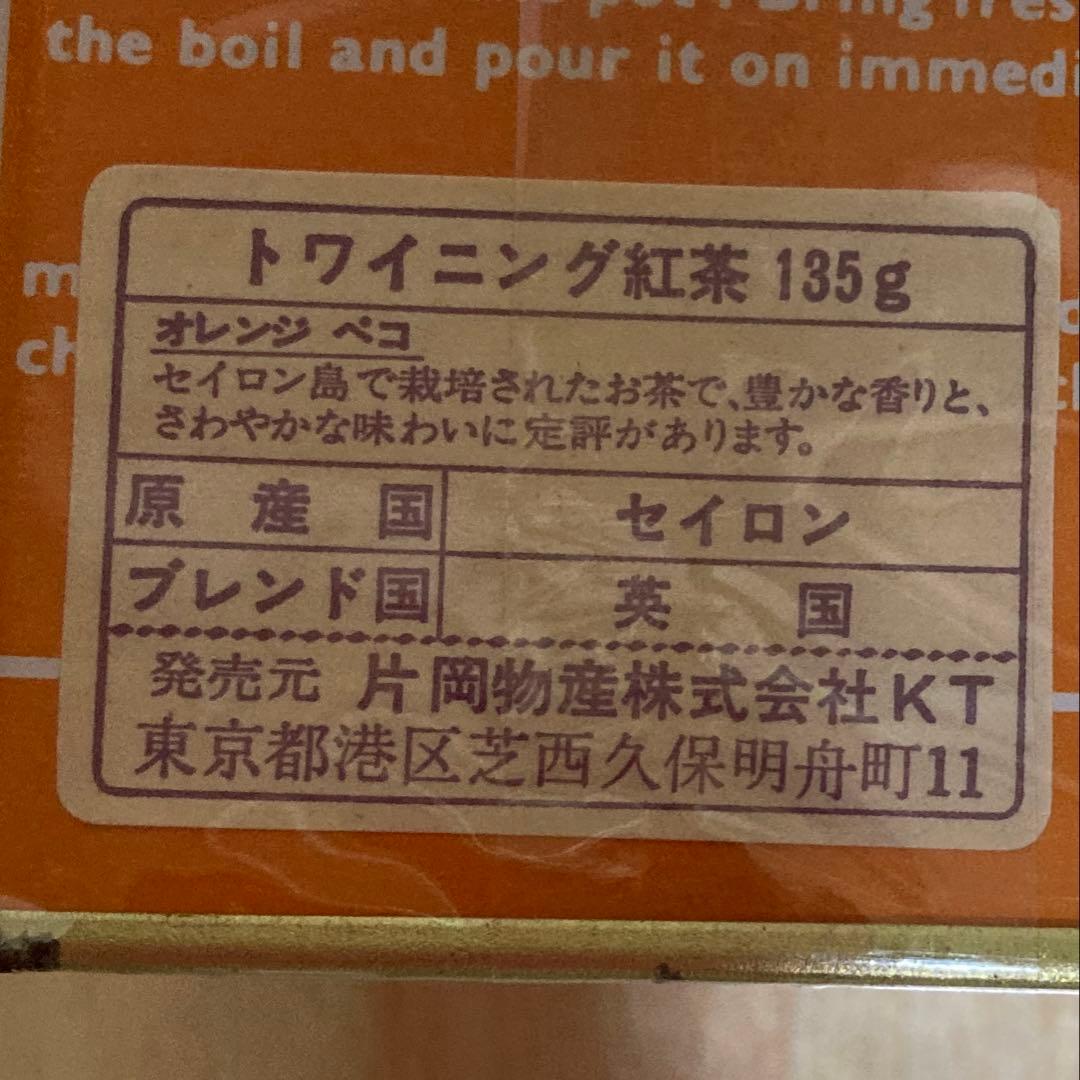 Bring
the boil and pour it on
トワイニング紅茶 135g
オレンジ ペコ
セイロン島で栽培されたお茶で、豊かな香りと、
さわやかな味わいに定評があります。
原産国 セイロン
ブレンド国 英国
発売元 片岡物産株式会社KT
東京都港区芝西久保明舟町11